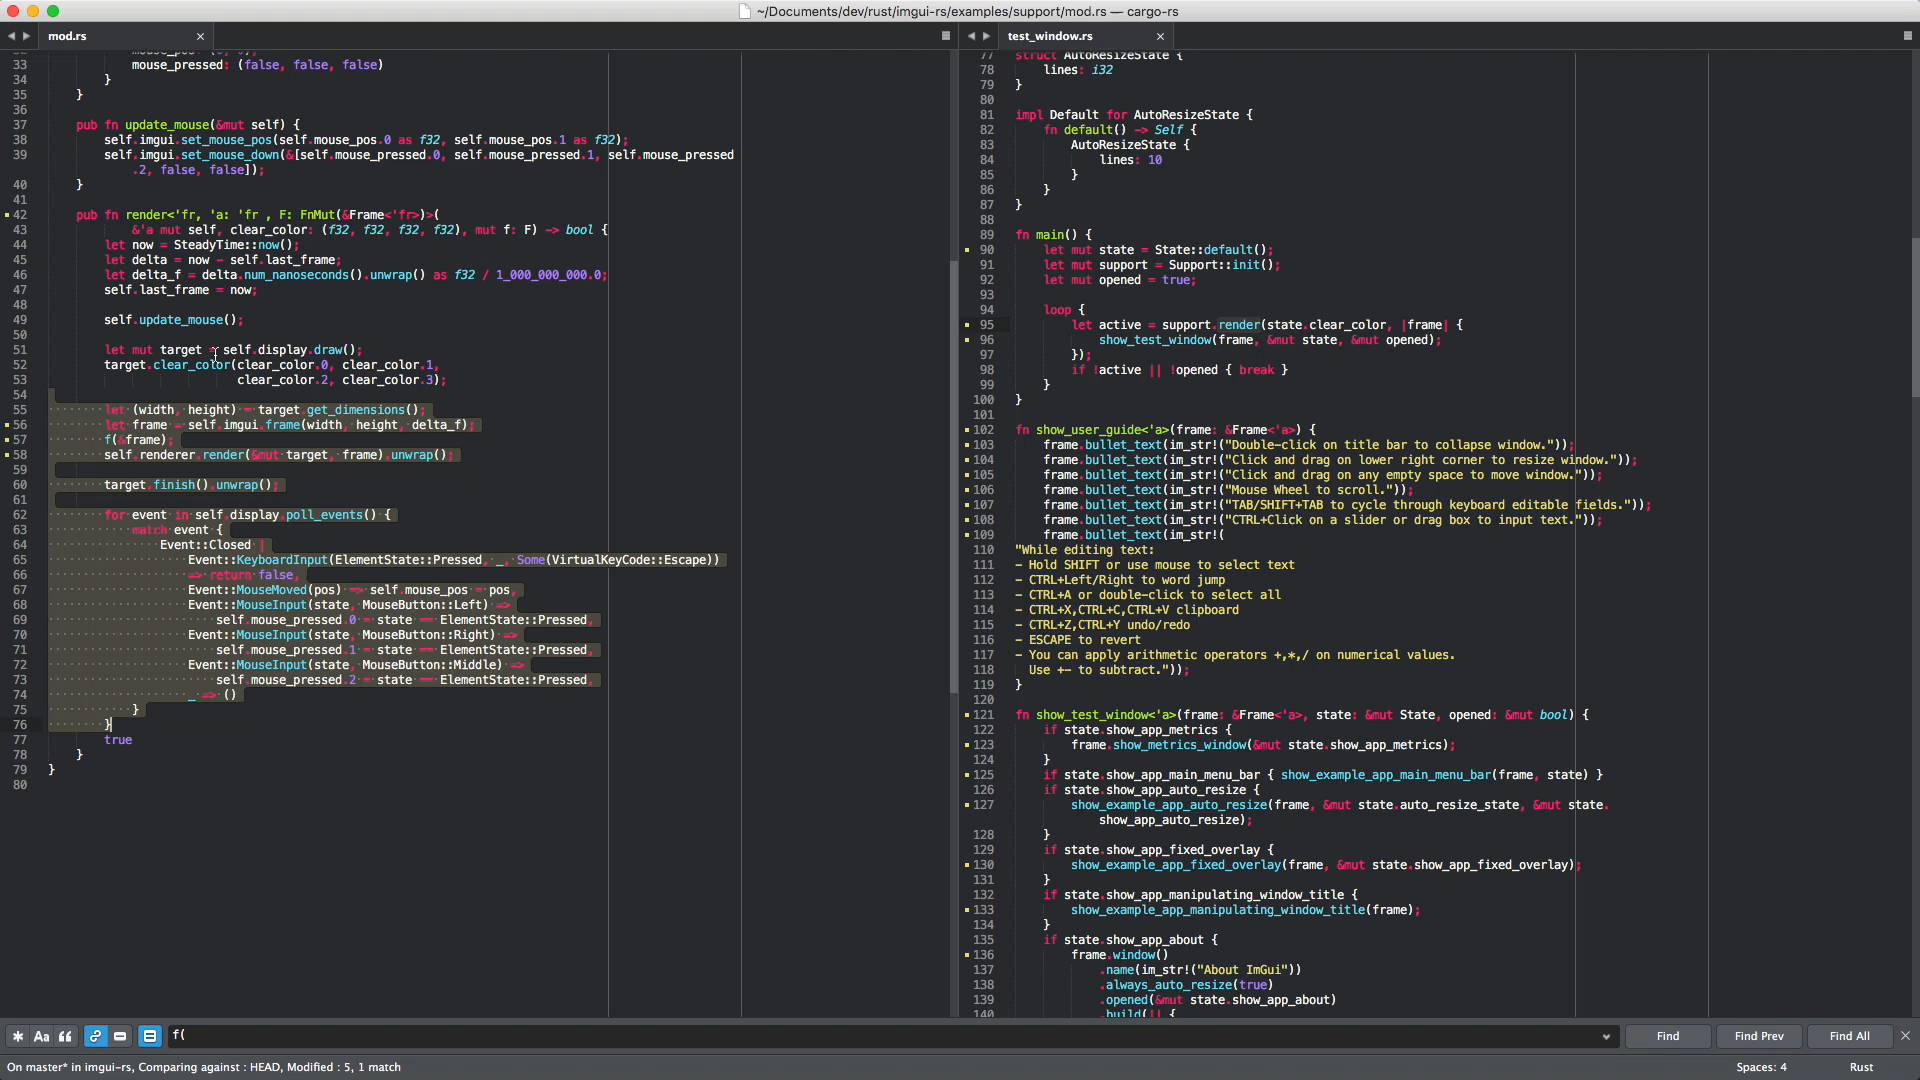 ~/Documents/dev/rust/imgui-rs/examples/support/mod.rs — cargo-rs
mod.rs
33 mouse_pressed: (false, false, false)
34 }
35 }
36
37 pub fn update_mouse(&mut self) {
38 self.imgui.set_mouse_pos(self.mouse_pos.0 as f32, self.mouse_pos.1 as f32);
39 self.imgui.set_mouse_down(&[self.mouse_pressed.0, self.mouse_pressed.1, self.mouse_pressed
.2, false, false]);
40 }
41
42 pub fn render<'fr, 'a: 'fr , F: FnMut(&Frame<'fr>)>(
43 &'a mut self, clear_color: (f32, f32, f32, f32), mut f: F) -> bool {
44 let now = SteadyTime::now();
45 let delta = now - self.last_frame;
46 let delta_f = delta.num_nanoseconds().unwrap() as f32 / 1_000_000_000.0;
47 self.last_frame = now;
48
49 self.update_mouse();
50
51 let mut target = self.display.draw();
52 target.clear_color(clear_color.0, clear_color.1,
53 clear_color.2, clear_color.3);
54
55 let (width, height) = target.get_dimensions();
56 let frame = self.imgui.frame(width, height, delta_f);
57 f(&frame);
58 self.renderer.render(&mut target, frame).unwrap();
59
60 target.finish().unwrap();
61
62 for event in self.display.poll_events() {
63 match event {
64 Event::Closed |
65 Event::KeyboardInput(ElementState::Pressed, _, Some(VirtualKeyCode::Escape))
66 => return false,
67 Event::MouseMoved(pos) => self.mouse_pos = pos,
68 Event::MouseInput(state, MouseButton::Left) =>
69 self.mouse_pressed.0 = state == ElementState::Pressed,
70 Event::MouseInput(state, MouseButton::Right) =>
71 self.mouse_pressed.1 = state == ElementState::Pressed,
72 Event::MouseInput(state, MouseButton::Middle) =>
73 self.mouse_pressed.2 = state == ElementState::Pressed,
74 _ => ()
75 }
76 }
77 true
78 }
79 }
80
test_window.rs
77 struct AutoResizeState {
78 lines: i32
79 }
80
81 impl Default for AutoResizeState {
82 fn default() -> Self {
83 AutoResizeState {
84 lines: 10
85 }
86 }
87 }
88
89 fn main() {
90 let mut state = State::default();
91 let mut support = Support::init();
92 let mut opened = true;
93
94 loop {
95 let active = support.render(state.clear_color, |frame| {
96 show_test_window(frame, &mut state, &mut opened);
97 });
98 if !active || !opened { break }
99 }
100 }
101
102 fn show_user_guide<'a>(frame: &Frame<'a>) {
103 frame.bullet_text(im_str!("Double-click on title bar to collapse window."));
104 frame.bullet_text(im_str!("Click and drag on lower right corner to resize window."));
105 frame.bullet_text(im_str!("Click and drag on any empty space to move window."));
106 frame.bullet_text(im_str!("Mouse Wheel to scroll."));
107 frame.bullet_text(im_str!("TAB/SHIFT+TAB to cycle through keyboard editable fields."));
108 frame.bullet_text(im_str!("CTRL+Click on a slider or drag box to input text."));
109 frame.bullet_text(im_str!(
110 "While editing text:
111 - Hold SHIFT or use mouse to select text
112 - CTRL+Left/Right to word jump
113 - CTRL+A or double-click to select all
114 - CTRL+X,CTRL+C,CTRL+V clipboard
115 - CTRL+Z,CTRL+Y undo/redo
116 - ESCAPE to revert
117 - You can apply arithmetic operators +,*,/ on numerical values.
118 Use +- to subtract."));
119 }
120
121 fn show_test_window<'a>(frame: &Frame<'a>, state: &mut State, opened: &mut bool) {
122 if state.show_app_metrics {
123 frame.show_metrics_window(&mut state.show_app_metrics);
124 }
125 if state.show_app_main_menu_bar { show_example_app_main_menu_bar(frame, state) }
126 if state.show_app_auto_resize {
127 show_example_app_auto_resize(frame, &mut state.auto_resize_state, &mut state.
show_app_auto_resize);
128 }
129 if state.show_app_fixed_overlay {
130 show_example_app_fixed_overlay(frame, &mut state.show_app_fixed_overlay);
131 }
132 if state.show_app_manipulating_window_title {
133 show_example_app_manipulating_window_title(frame);
134 }
135 if state.show_app_about {
136 frame.window()
137 .name(im_str!("About ImGui"))
138 .always_auto_resize(true)
139 .opened(&mut state.show_app_about)
140 .build(|| {
Aa
f(
Find
Find Prev
Find All
On master* in imgui-rs, Comparing against : HEAD, Modified : 5, 1 match
Spaces: 4
Rust